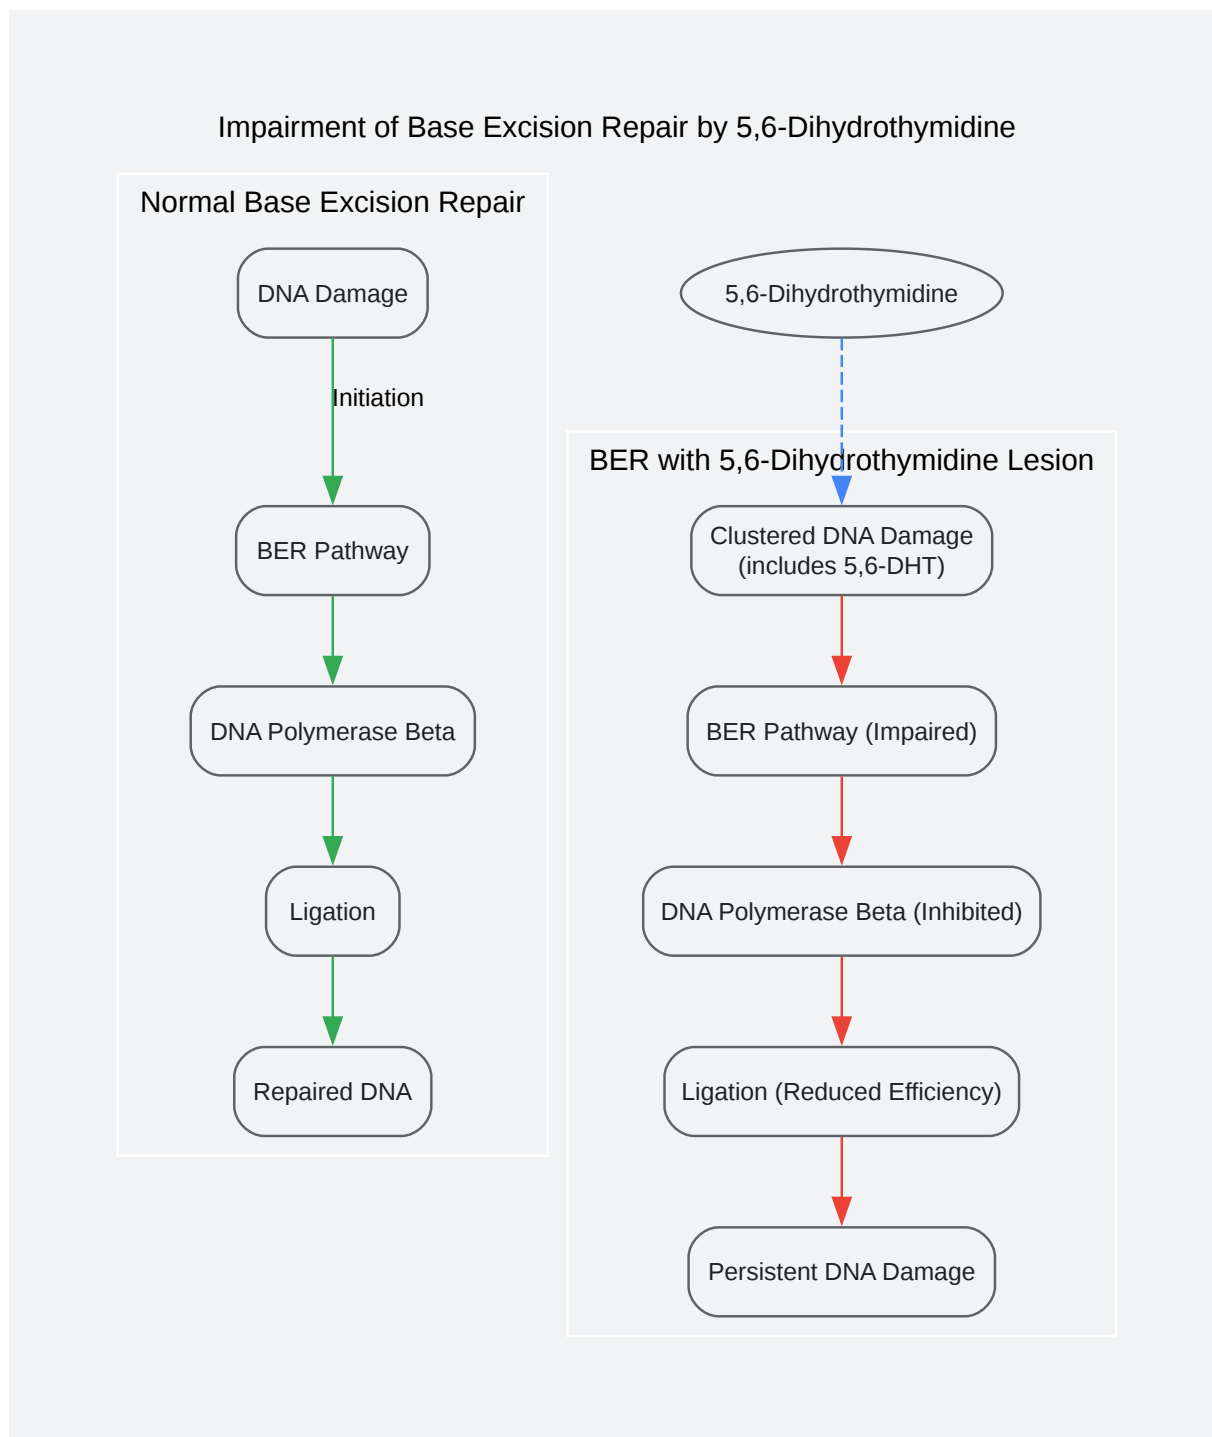 Impairment of Base Excision Repair by 5,6-Dihydrothymidine
Normal Base Excision Repair
DNA Damage
Initiation
BER Pathway
DNA Polymerase Beta
Ligation
Repaired DNA
5,6-Dihydrothymidine
BER with 5,6-Dihydrothymidine Lesion
Clustered DNA Damage
(includes 5,6-DHT)
BER Pathway (Impaired)
DNA Polymerase Beta (Inhibited)
Ligation (Reduced Efficiency)
Persistent DNA Damage